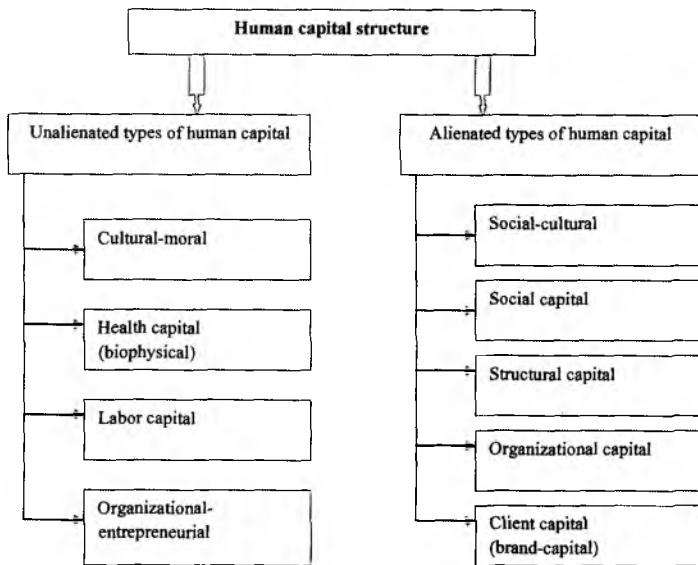 Human capital structure
Unalienated types of human capital
Cultural-moral
Health capital
(biophysical)
Labor capital
Organizational-
entrepreneurial
Alienated types of human capital
Social-cultural
Social capital
Structural capital
Organizational capital
Client capital
(brand-capital)